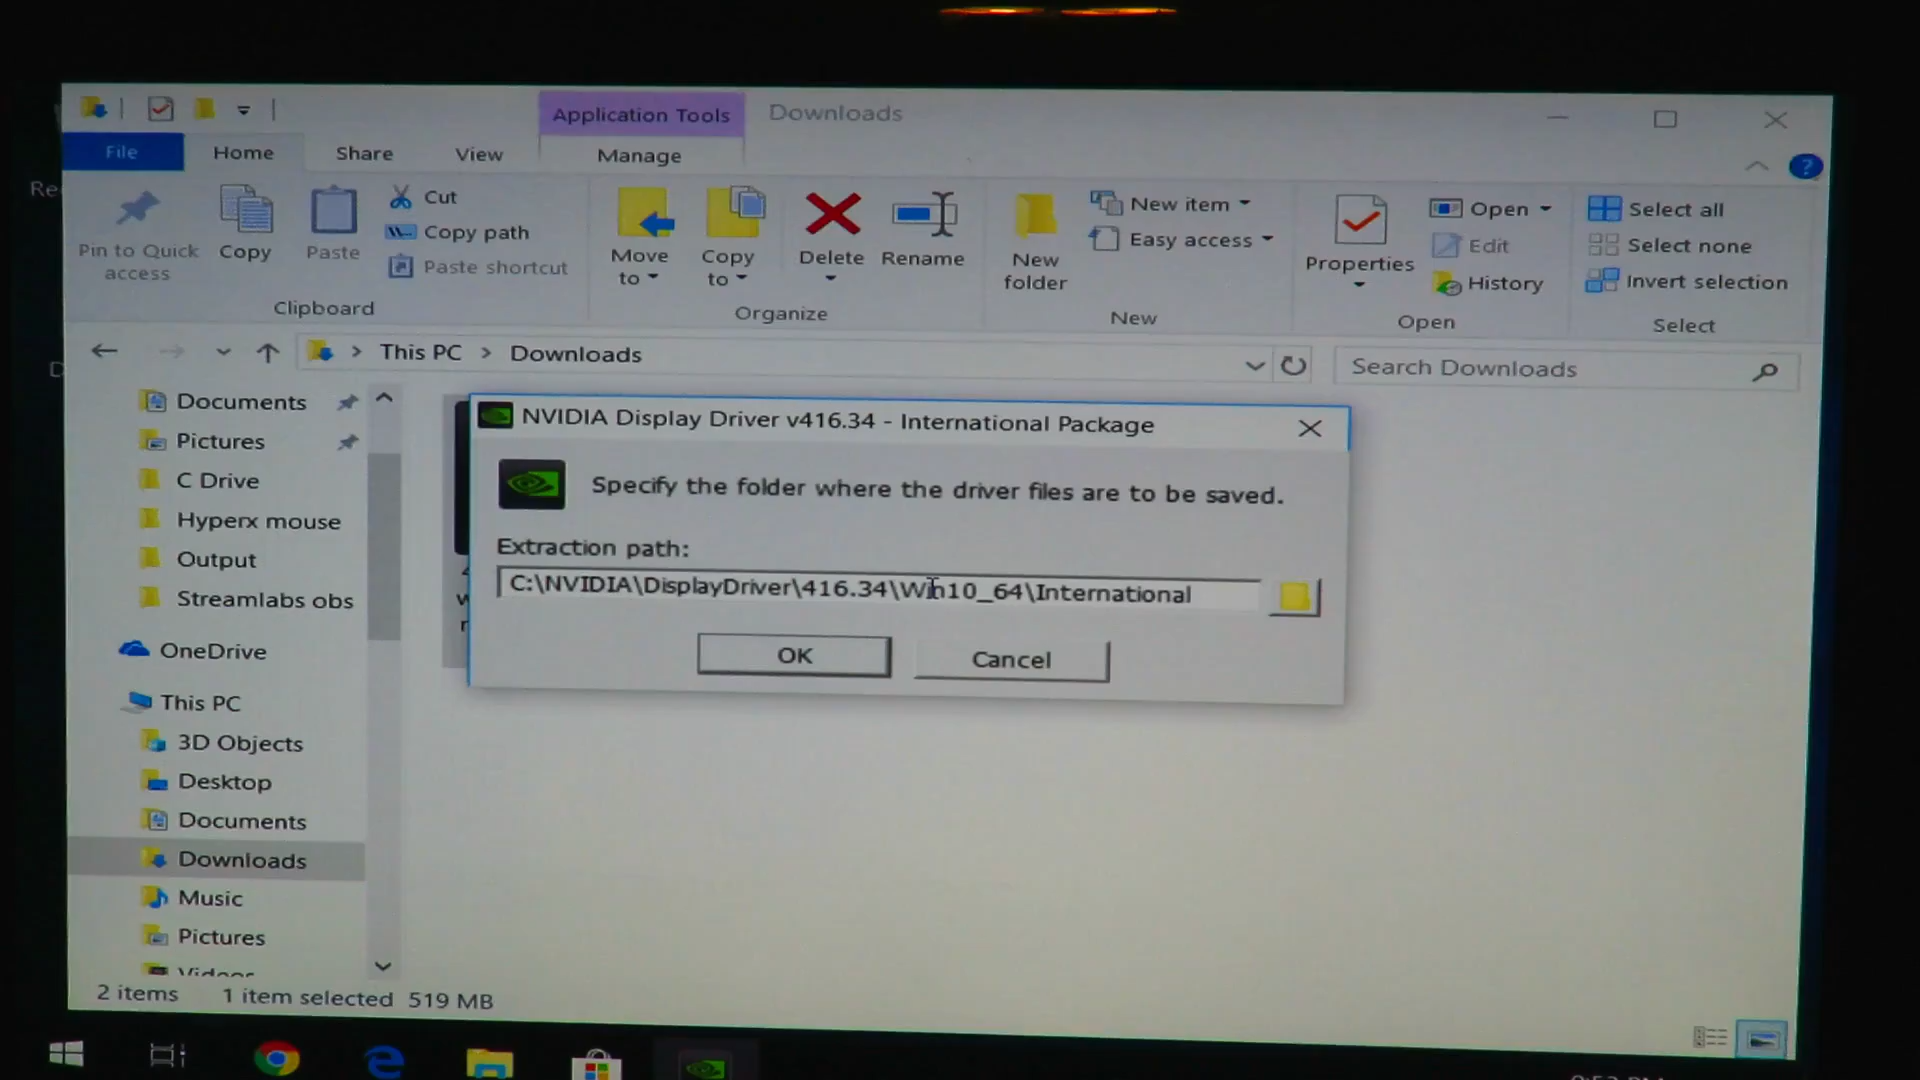 Application Tools
Downloads
File
Home
Share
View
Manage
Pin to Quick
access
Copy
Paste
Cut
Copy path
Paste shortcut
Clipboard
Move
to
Copy
to
Delete
Rename
Organize
New
folder
New item
Easy access
New
Properties
Open
Edit
History
Open
Select all
Select none
Invert selection
Select
This PC
Downloads
Search Downloads
Documents
Pictures
C Drive
Hyperx mouse
Output
Streamlabs obs
OneDrive
This PC
3D Objects
Desktop
Documents
Downloads
Music
Pictures
Videos
NVIDIA Display Driver v416.34 - International Package
Specify the folder where the driver files are to be saved.
Extraction path:
C:\NVIDIA\DisplayDriver\416.34\Win10_64\International
OK
Cancel
2 items
1 item selected 519 MB